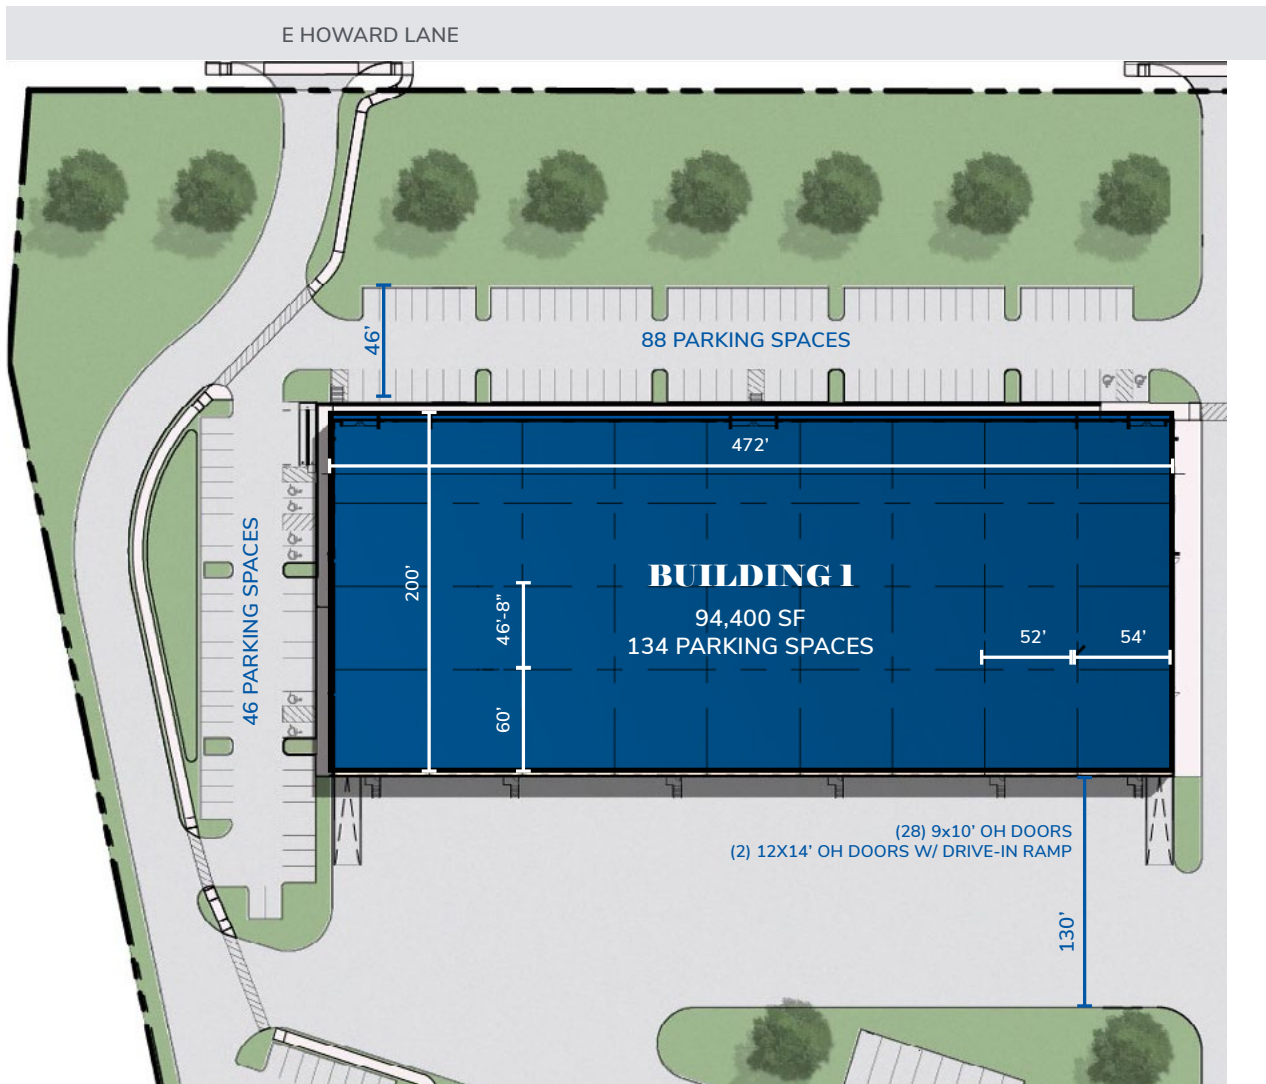 E HOWARD LANE
46'
88 PARKING SPACES
472'
46 PARKING SPACES
200'
BUILDING 1
94,400 SF
134 PARKING SPACES
46'-8"
52'
54'
60'
(28) 9x10' OH DOORS
(2) 12X14' OH DOORS W/ DRIVE-IN RAMP
130'